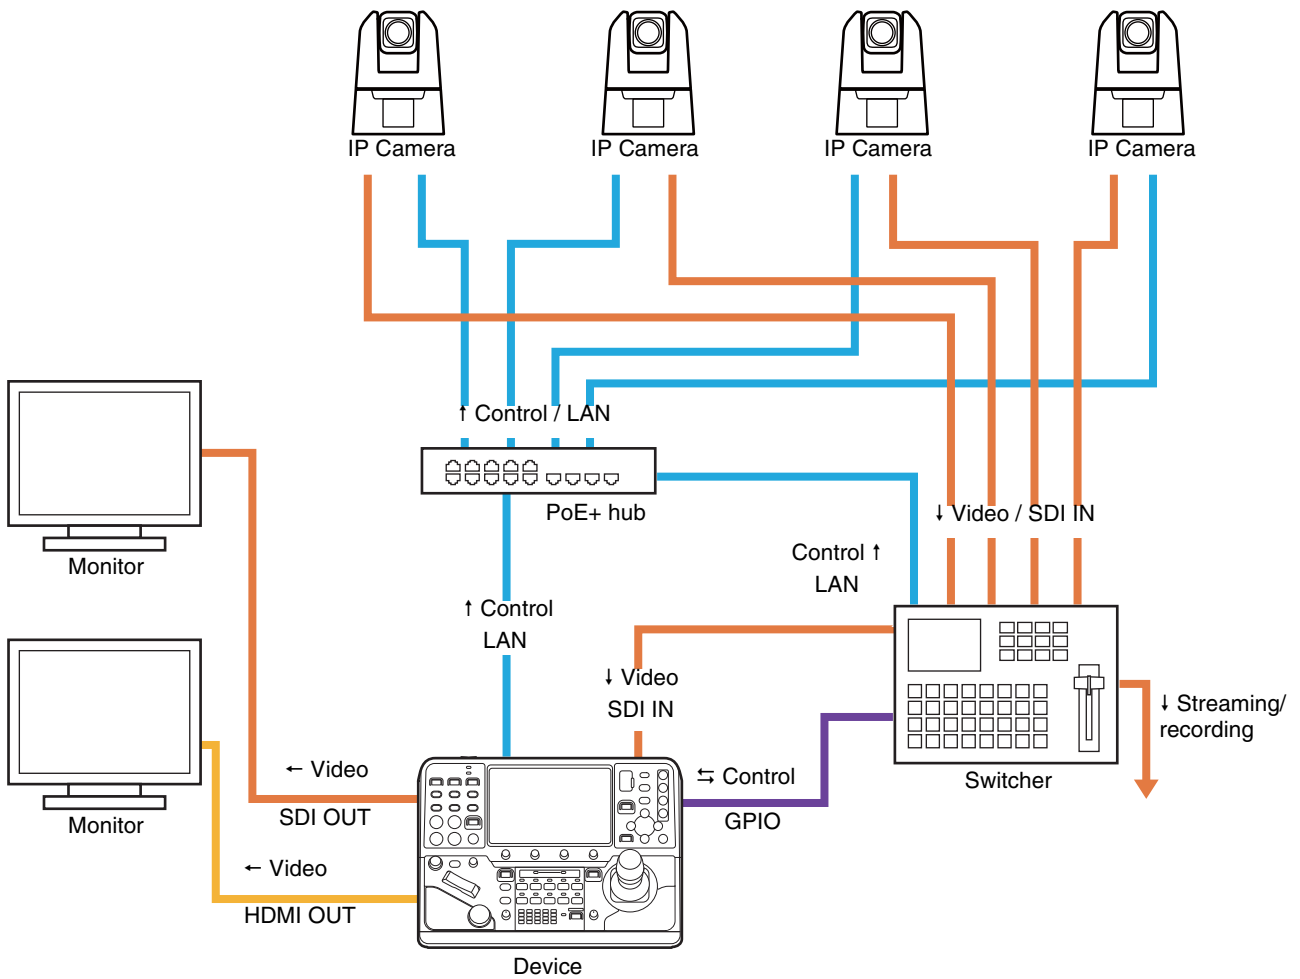 IP Camera
IP Camera
IP Camera
IP Camera
↑ Control / LAN
PoE+ hub
↓ Video / SDI IN
Control ↑
LAN
Monitor
↑ Control
LAN
↓ Video
SDI IN
↓ Streaming/
recording
← Video
SDI OUT
⇆ Control
GPIO
Switcher
Monitor
← Video
HDMI OUT
Device